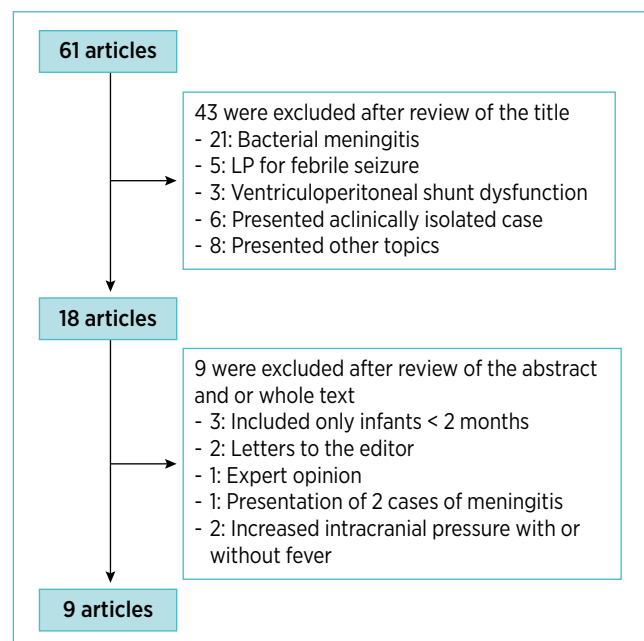 61 articles
43 were excluded after review of the title
- 21: Bacterial meningitis
- 5: LP for febrile seizure
- 3: Ventriculoperitoneal shunt dysfunction
- 6: Presented aclinically isolated case
- 8: Presented other topics
18 articles
9 were excluded after review of the abstract
and or whole text
- 3: Included only infants < 2 months
- 2: Letters to the editor
- 1: Expert opinion
- 1: Presentation of 2 cases of meningitis
- 2: Increased intracranial pressure with or
without fever
9 articles